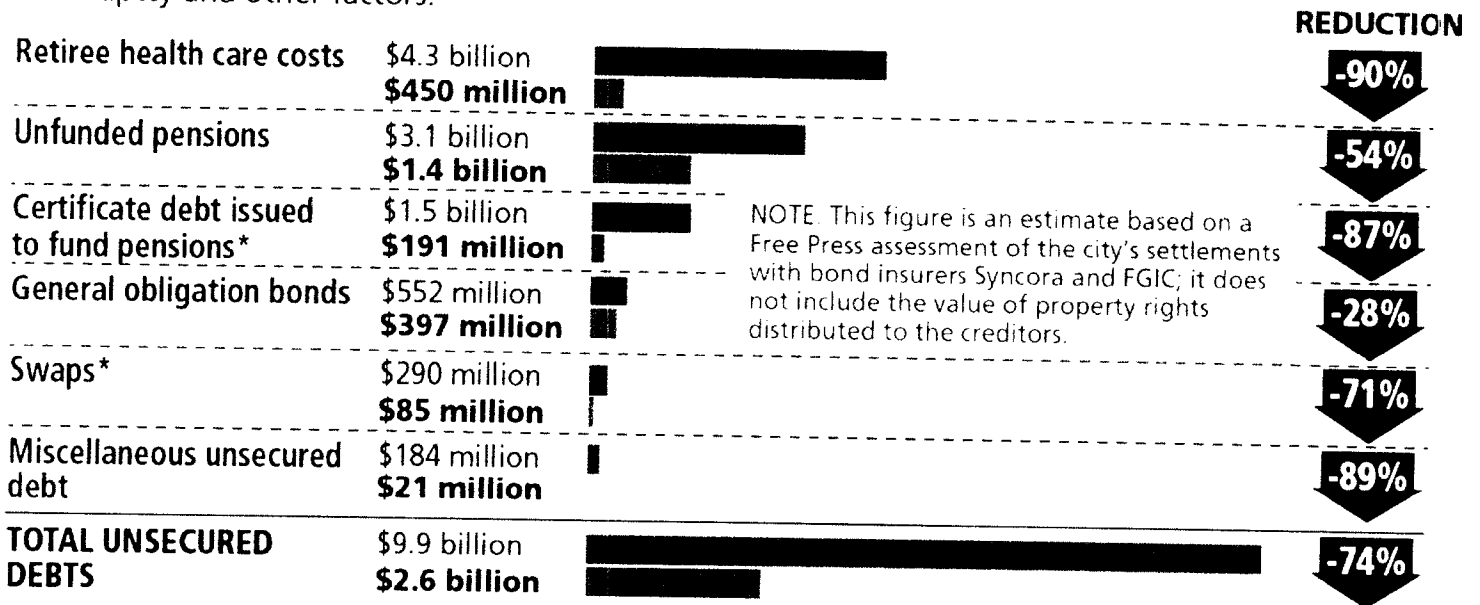 and other factors.
REDUCTION
Retiree health care costs $4.3 billion
$450 million
-90%
Unfunded pensions $3.1 billion
$1.4 billion
-54%
Certificate debt issued $1.5 billion
to fund pensions* $191 million
-87%
NOTE. This figure is an estimate based on a
Free Press assessment of the city's settlements
with bond insurers Syncora and FGIC; it does
not include the value of property rights
distributed to the creditors.
General obligation bonds $552 million
$397 million
-28%
Swaps* $290 million
$85 million
-71%
Miscellaneous unsecured $184 million
debt $21 million
-89%
TOTAL UNSECURED $9.9 billion
DEBTS $2.6 billion
-74%